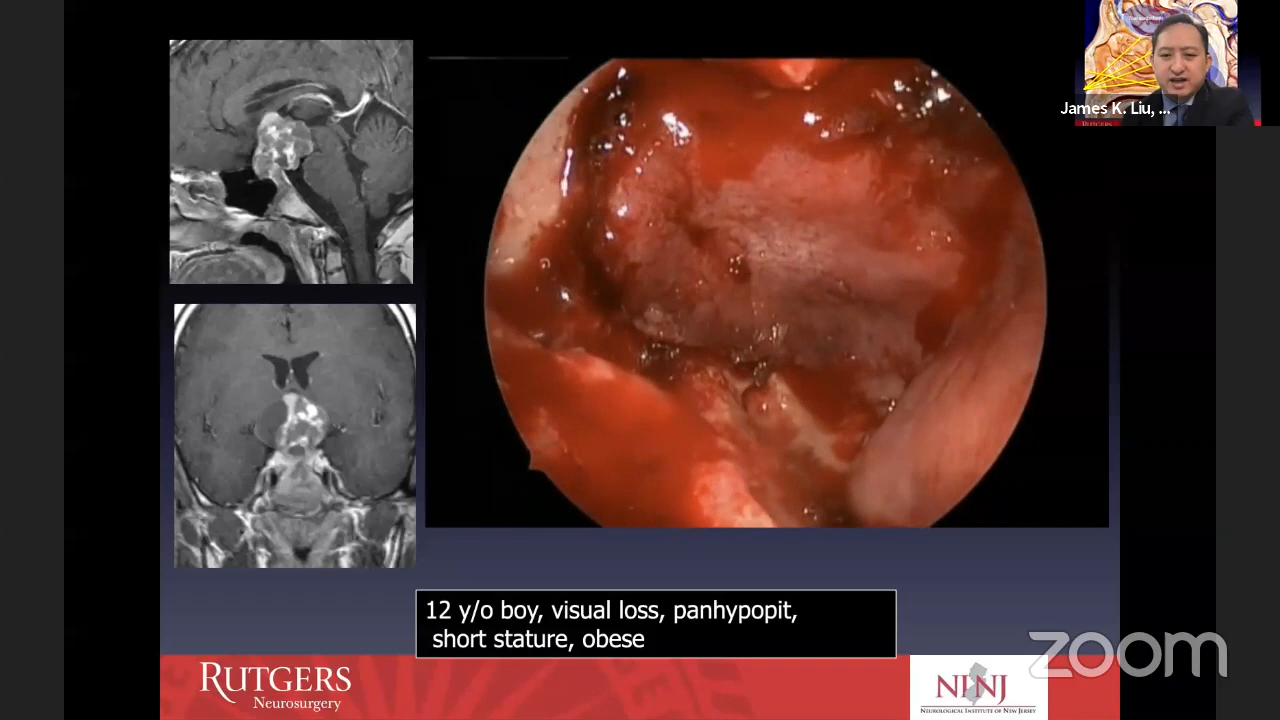 James K. Liu, ...
12 y/o boy, visual loss, panhypopit,
short stature, obese
RUTGERS
Neurosurgery
NINJ
NEUROLOGICAL INSTITUTE OF NEW JERSEY
zoom